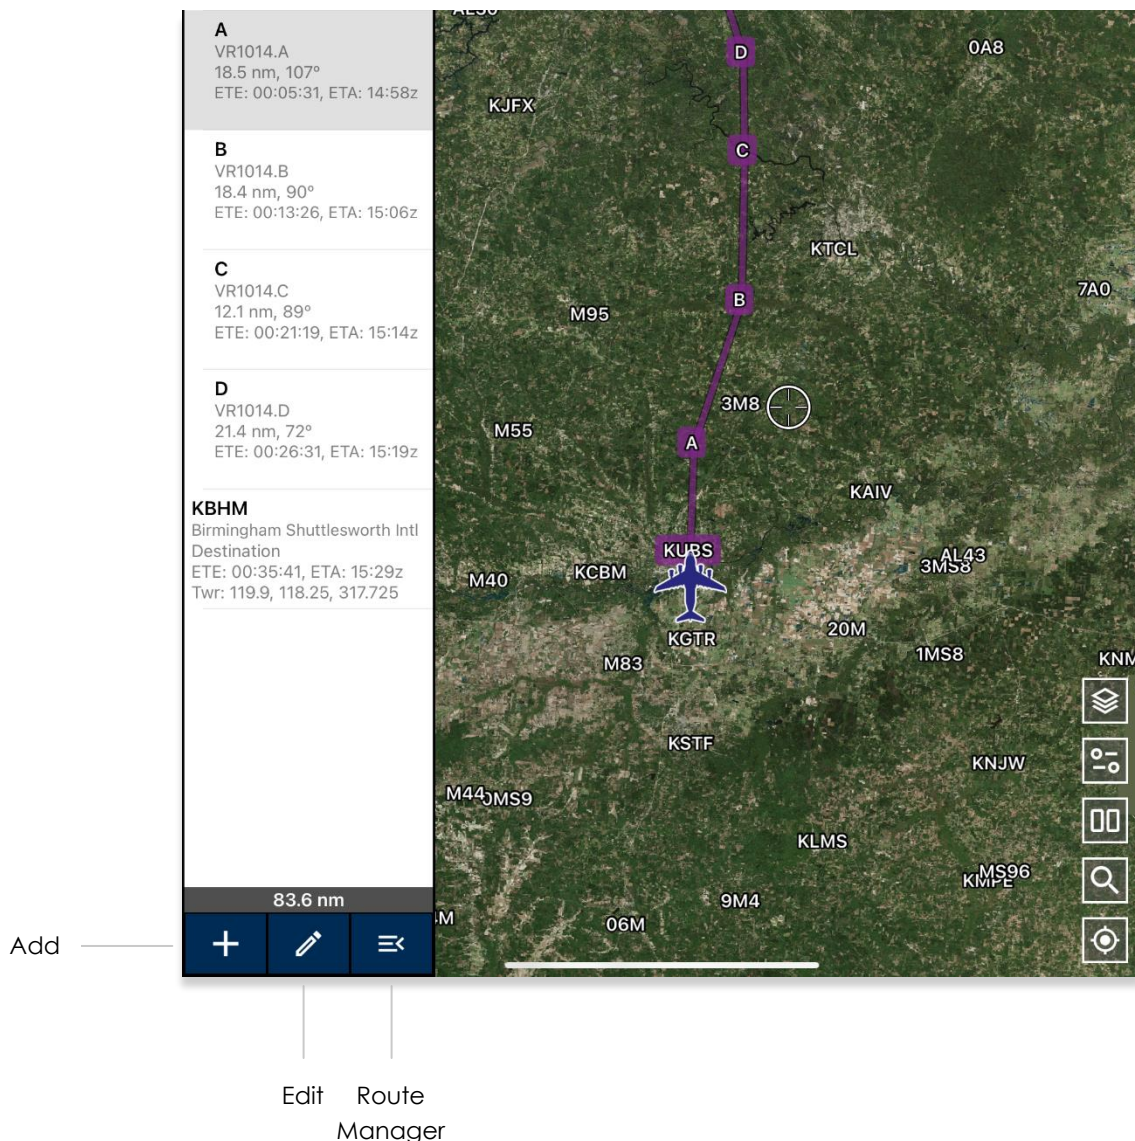 A
VR1014.A
18.5 nm, 107°
ETE: 00:05:31, ETA: 14:58z
B
VR1014.B
18.4 nm, 90°
ETE: 00:13:26, ETA: 15:06z
C
VR1014.C
12.1 nm, 89°
ETE: 00:21:19, ETA: 15:14z
D
VR1014.D
21.4 nm, 72°
ETE: 00:26:31, ETA: 15:19z
KBHM
Birmingham Shuttlesworth Intl
Destination
ETE: 00:35:41, ETA: 15:29z
Twr: 119.9, 118.25, 317.725
83.6 nm
D
0A8
KJFX
C
KTCL
7A0
B
M95
3M8
M55
A
KAIV
KUBS
AL43
3MS8
M40
KCBM
20M
KGTR
1MS8
KNM
M83
KSTF
KNJW
M44
0MS9
KLMS
MS96
KMPE
9M4
06M
Add
Edit
Route
Manager